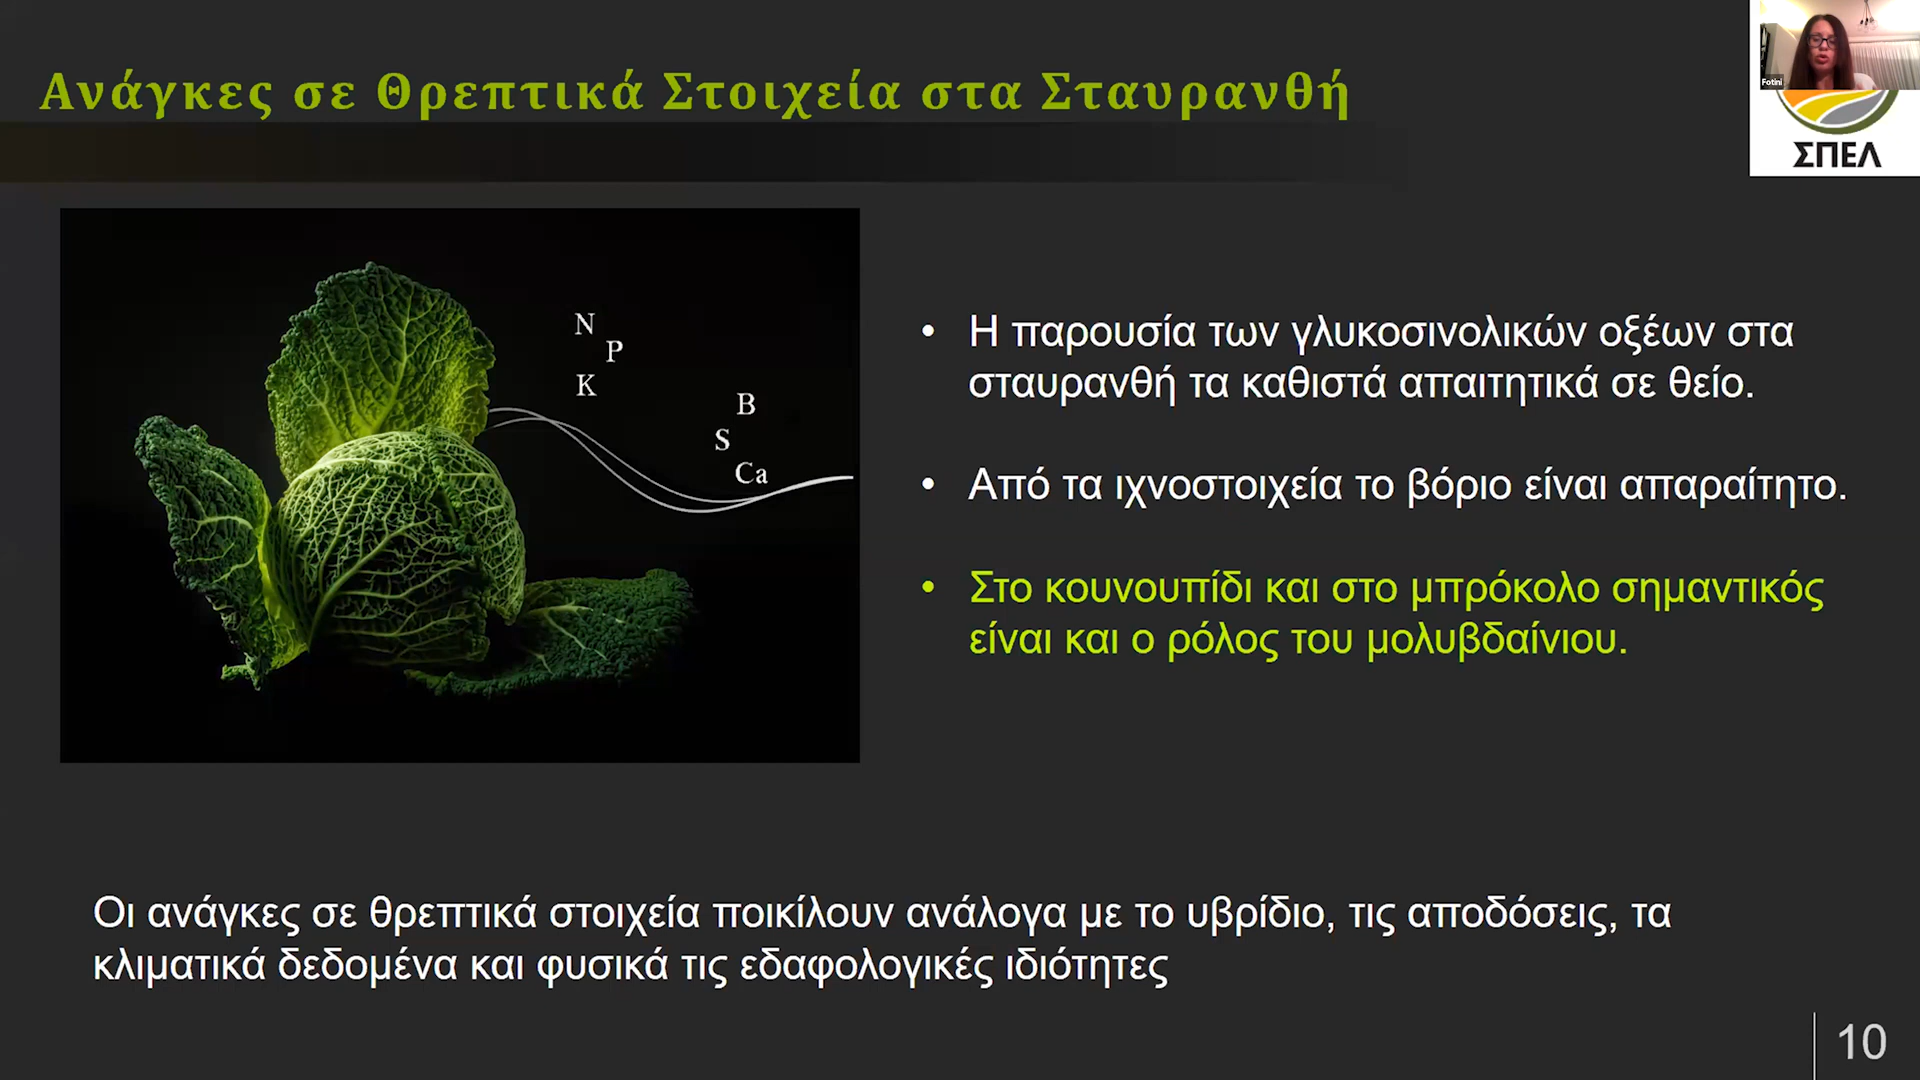 Ανάγκες σε Θρεπτικά Στοιχεία στα Σταυρανθή
Fotini
ΣΠΕΛ
N
P
K
B
S
Ca
• Η παρουσία των γλυκοσινολικών οξέων στα
σταυρανθή τα καθιστά απαιτητικά σε θείο.
• Από τα ιχνοστοιχεία το βόριο είναι απαραίτητο.
• Στο κουνουπίδι και στο μπρόκολο σημαντικός
είναι και ο ρόλος του μολυβδαίνιου.
Οι ανάγκες σε θρεπτικά στοιχεία ποικίλουν ανάλογα με το υβρίδιο, τις αποδόσεις, τα
κλιματικά δεδομένα και φυσικά τις εδαφολογικές ιδιότητες
10